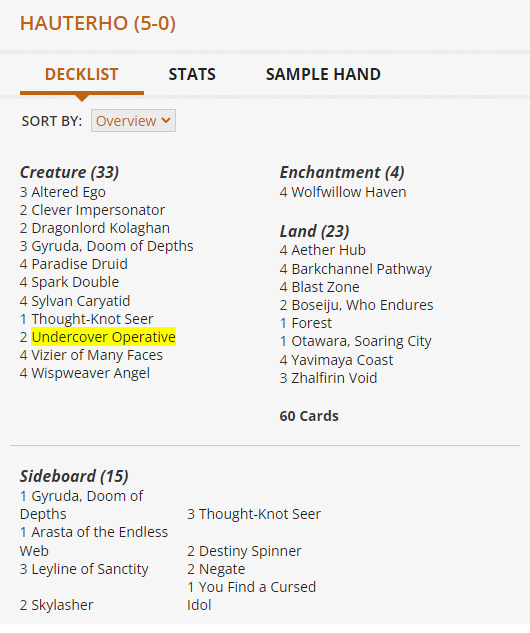 HAUTERHO (5-0)
DECKLIST STATS SAMPLE HAND
SORT BY: Overview
Creature (33)
3 Altered Ego
2 Clever Impersonator
2 Dragonlord Kolaghan
3 Gyruda, Doom of Depths
4 Paradise Druid
4 Spark Double
4 Sylvan Caryatid
1 Thought-Knot Seer
2 Undercover Operative
4 Vizier of Many Faces
4 Wispweaver Angel
Enchantment (4)
4 Wolfwillow Haven
Land (23)
4 Aether Hub
4 Barkchannel Pathway
4 Blast Zone
2 Boseiju, Who Endures
1 Forest
1 Otawara, Soaring City
4 Yavimaya Coast
3 Zhalfirin Void
60 Cards
Sideboard (15)
1 Gyruda, Doom of
Depths
1 Arasta of the Endless
Web
3 Leyline of Sanctity
2 Skylasher
3 Thought-Knot Seer
2 Destiny Spinner
2 Negate
1 You Find a Cursed
Idol